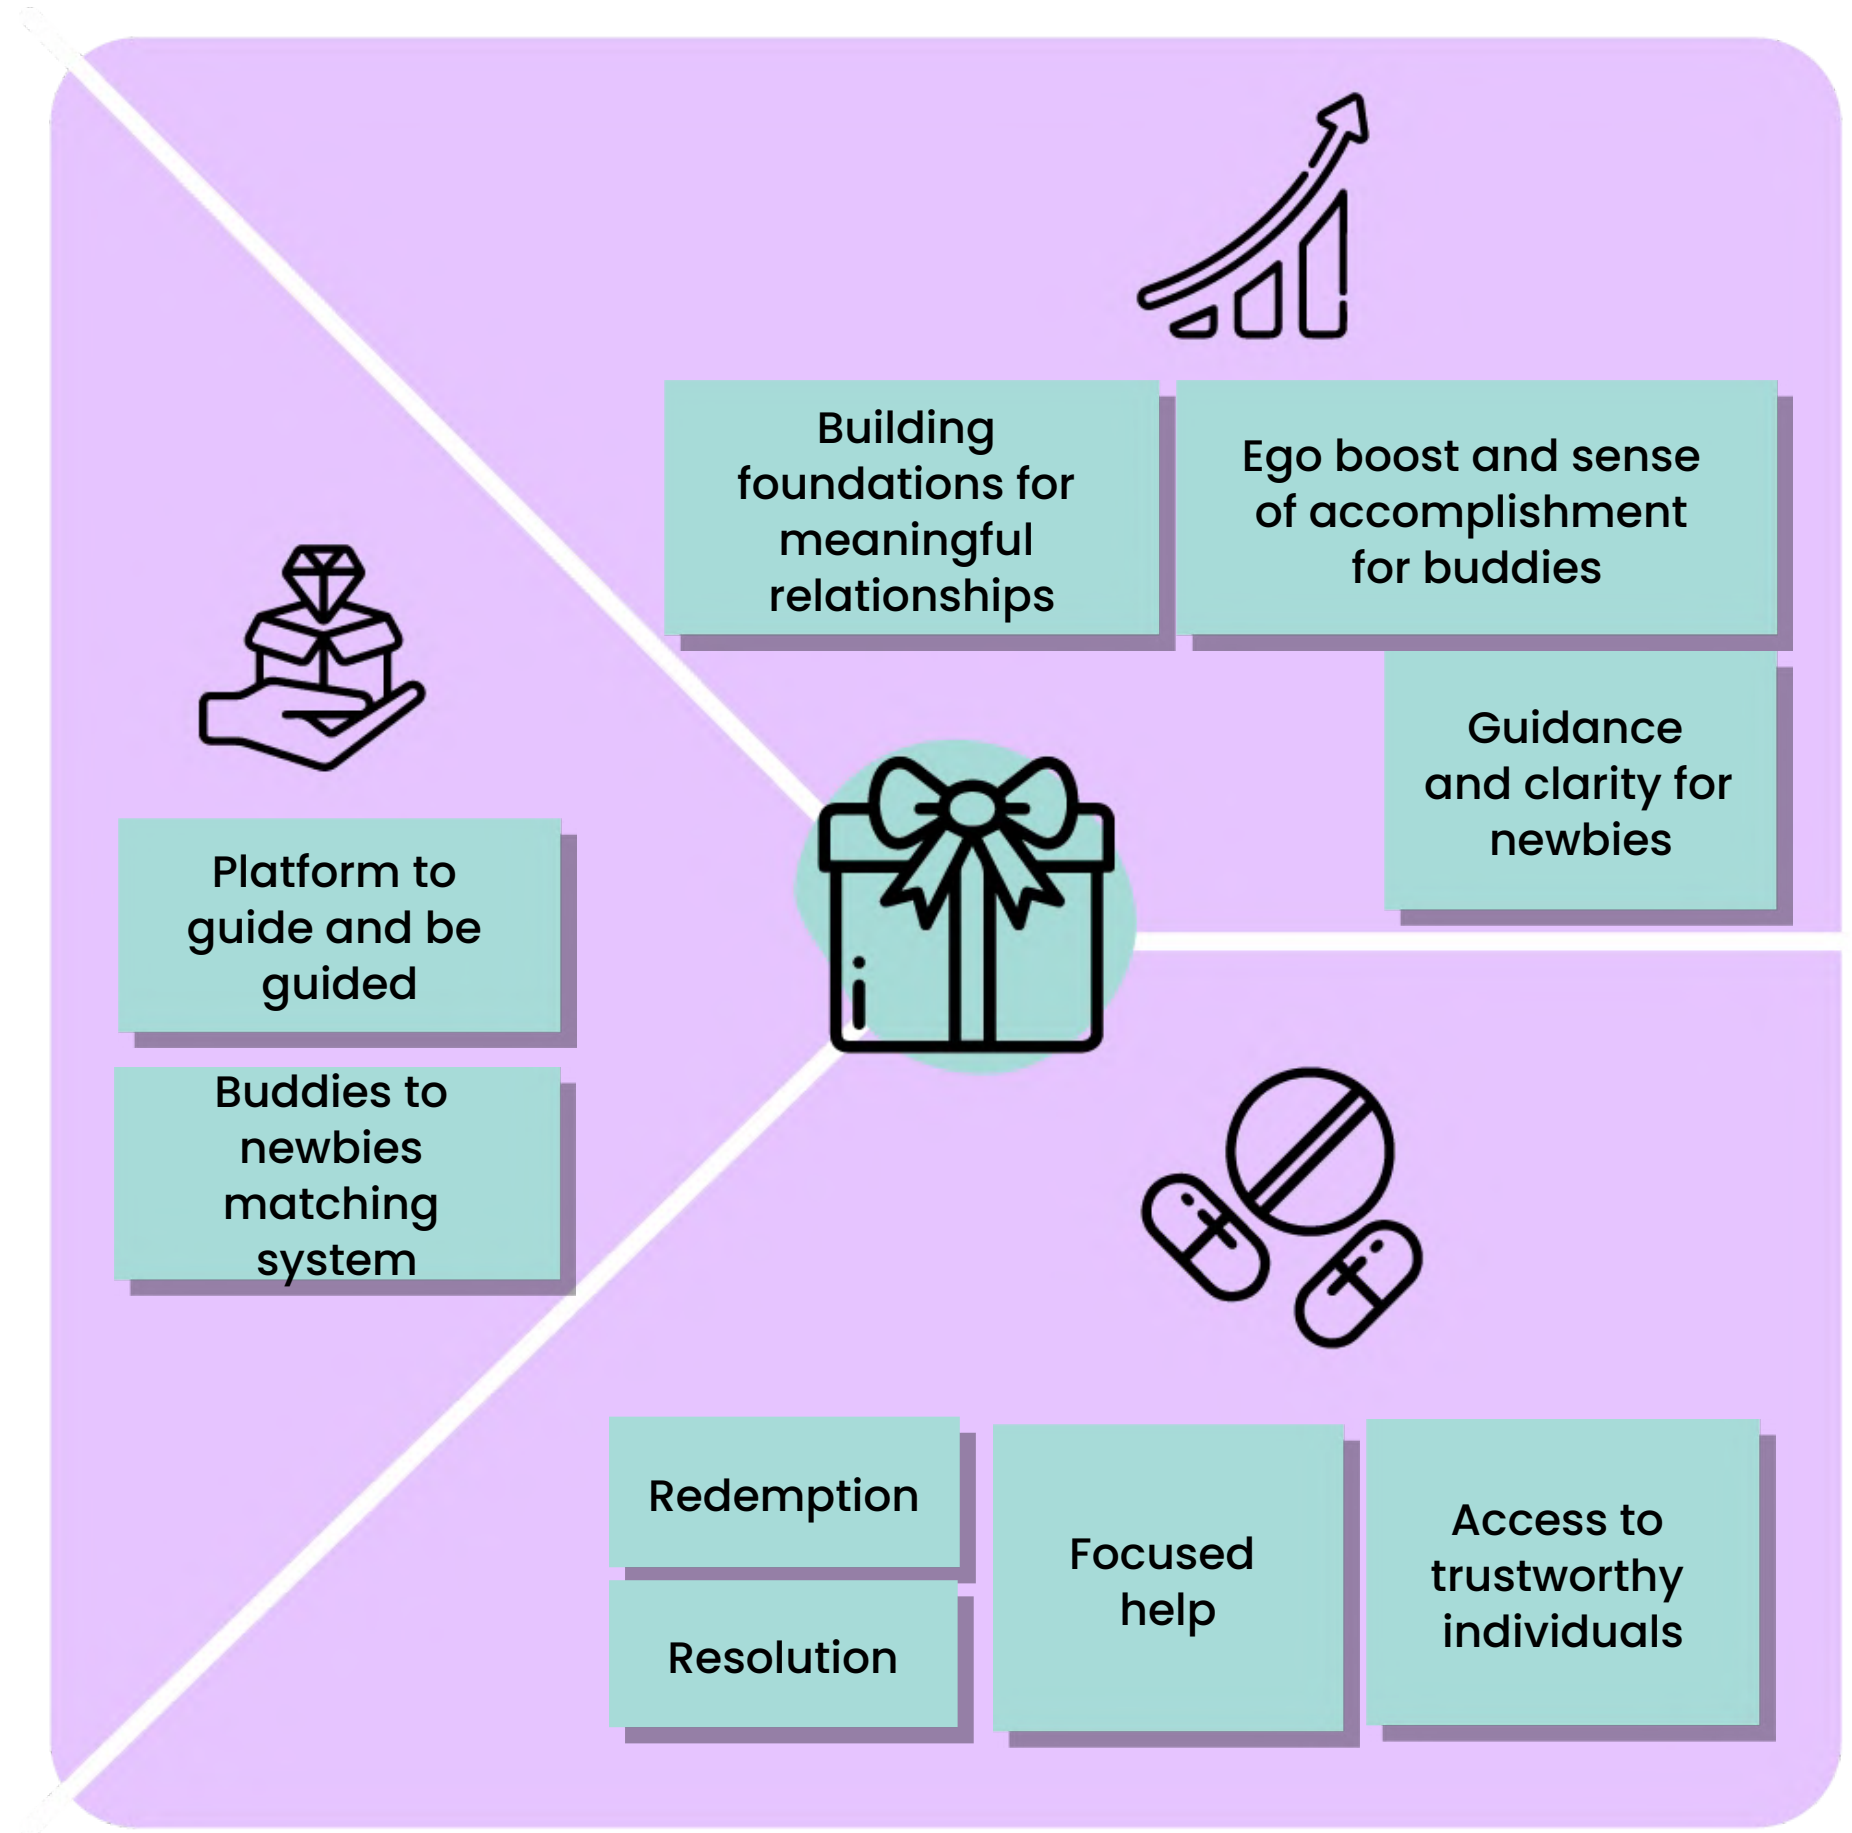 Building
foundations for
meaningful
relationships
Ego boost and sense
of accomplishment
for buddies
Guidance
and clarity for
newbies
Platform to
guide and be
guided
Buddies to
newbies
matching
system
Redemption
Resolution
Focused
help
Access to
trustworthy
individuals